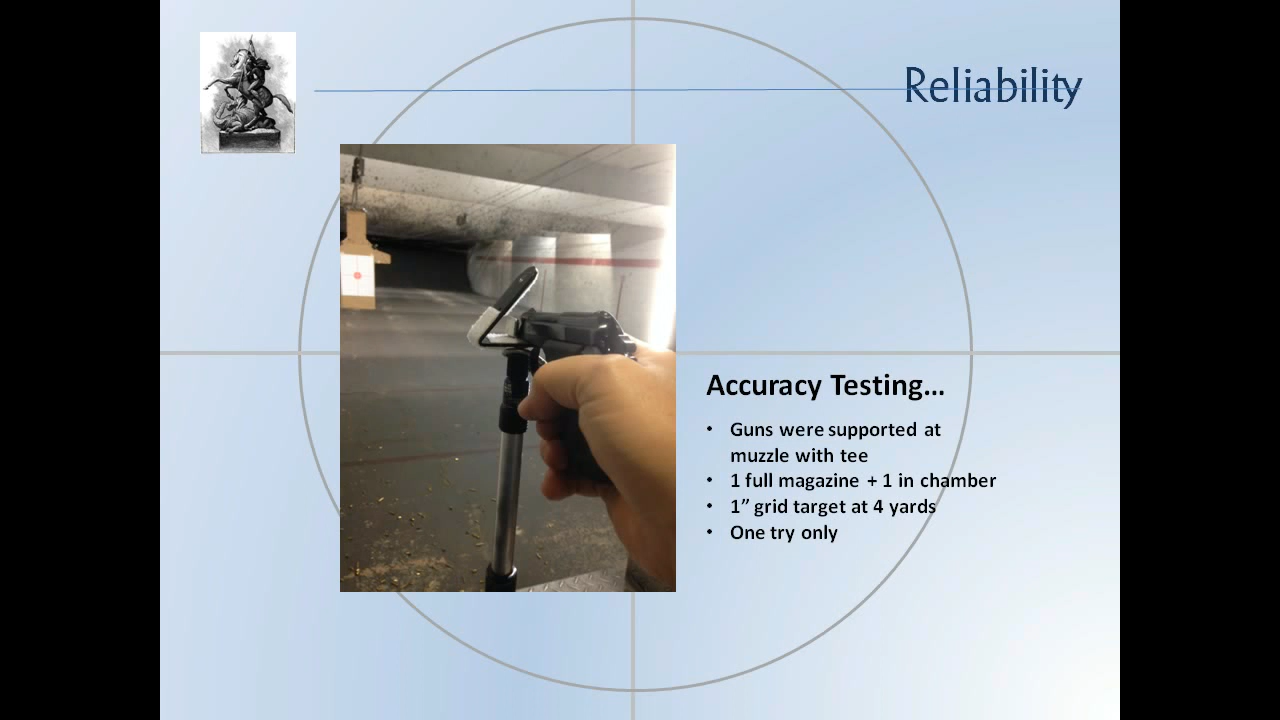 Reliability
Accuracy Testing...
• Guns were supported at
muzzle with tee
• 1 full magazine + 1 in chamber
• 1” grid target at 4 yards
• One try only